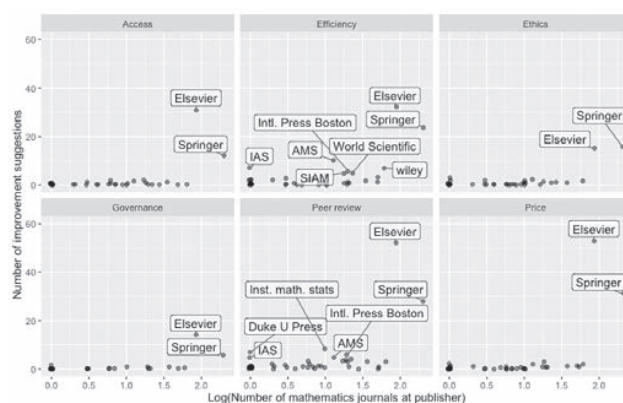 Access
Efficiency
Ethics
60
40
20
0
Elsevier
Springer
Elsevier
Springer
Intl. Press Boston
AMS
World Scientific
IAS
SIAM
wiley
Springer
Elsevier
Governance
Peer review
Price
60
40
20
0
Elsevier
Springer
Elsevier
Inst. math. stats
Springer
Duke U Press
Intl. Press Boston
IAS
AMS
Elsevier
Springer
0.0 0.5 1.0 1.5 2.0
0.0 0.5 1.0 1.5 2.0
0.0 0.5 1.0 1.5 2.0
Number of improvement suggestions
Log(Number of mathematics journals at publisher)